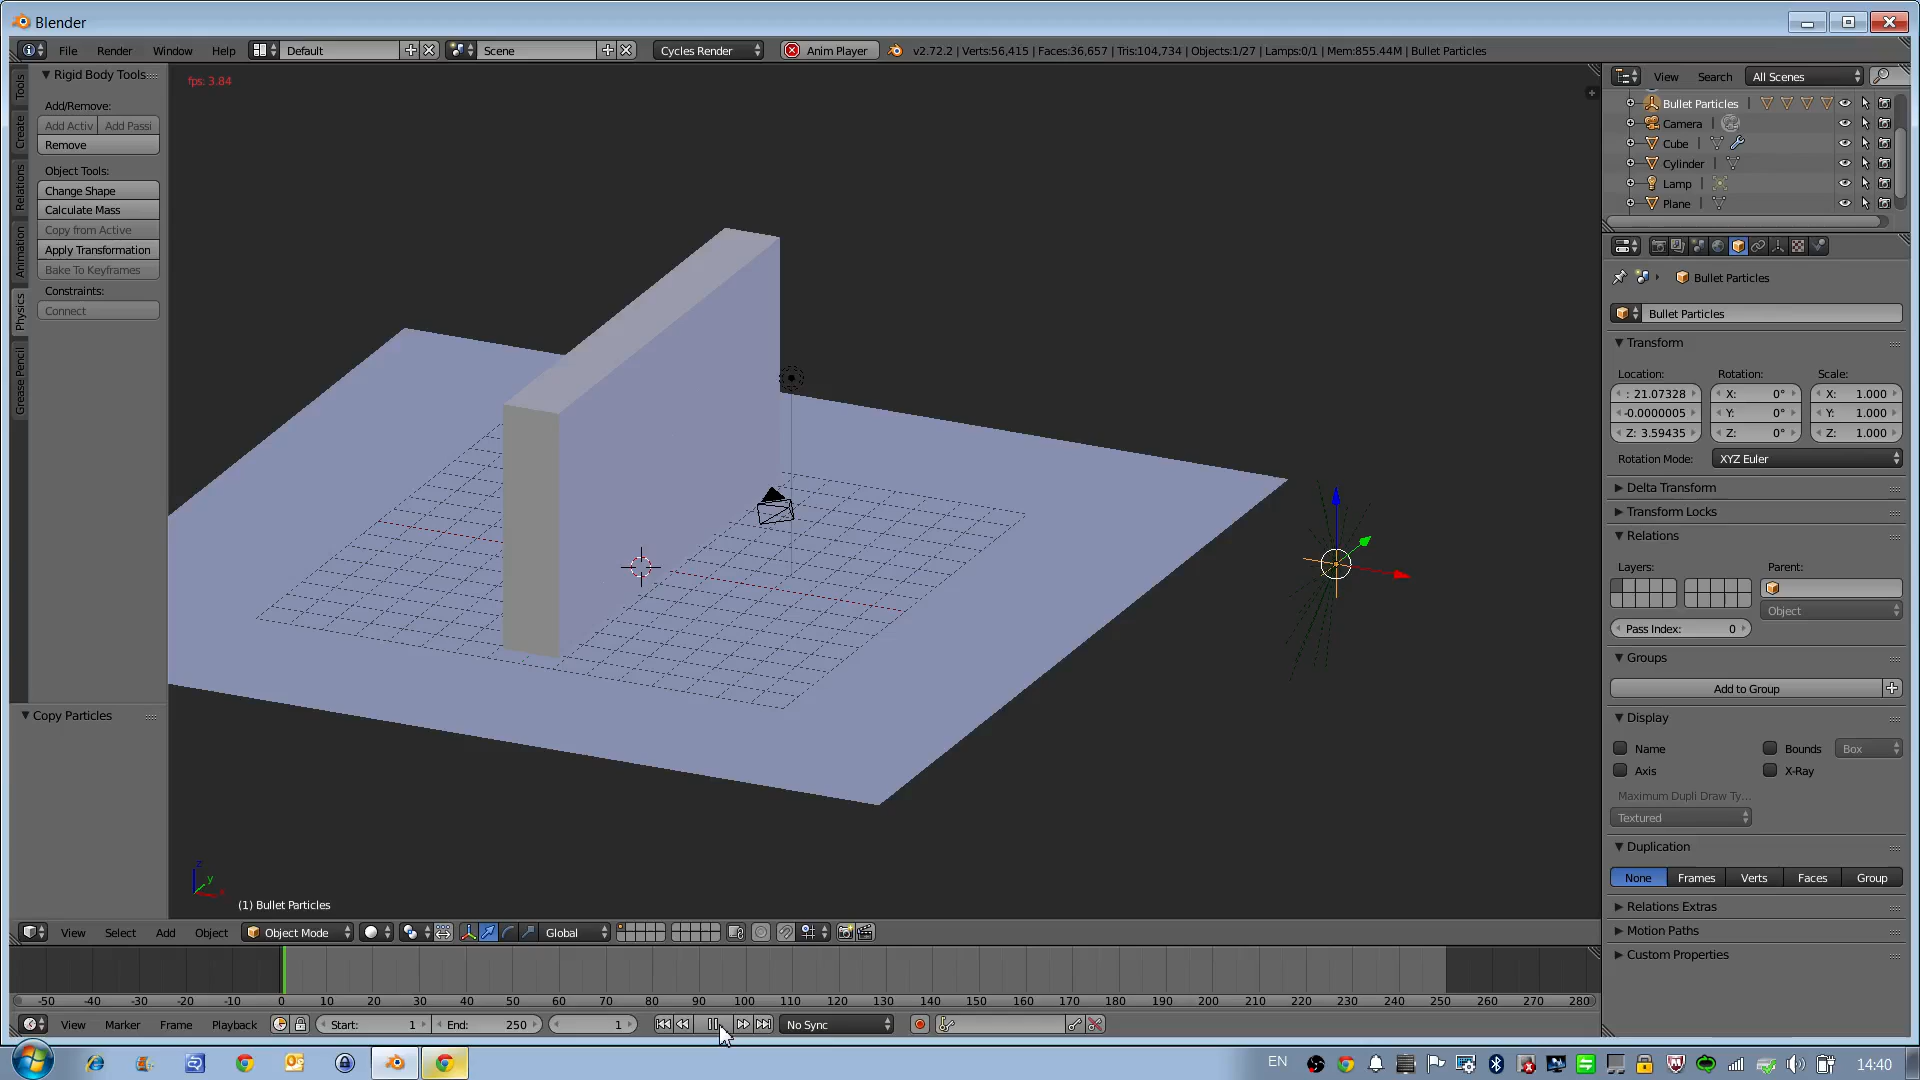 Blender
File Render Window Help Default Scene Cycles Render Anim Player v2.72.2 | Verts:56,415 | Faces:36,657 | Tris:104,734 | Objects:1/27 | Lamps:0/1 | Mem:855.44M | Bullet Particles
Tools
Create
Relations
Animation
Physics
Grease Pencil
Rigid Body Tools
Add/Remove:
Add Activ Add Passi
Remove
Object Tools:
Change Shape
Calculate Mass
Copy from Active
Apply Transformation
Bake To Keyframes
Constraints:
Connect
Copy Particles
fps: 3.84
z
y
x
(1) Bullet Particles
View Search All Scenes
Bullet Particles
Camera
Cube
Cylinder
Lamp
Plane
Bullet Particles
Bullet Particles
Transform
Location: Rotation: Scale:
: 21.07328 X: 0° X: 1.000
-0.0000005 Y: 0° Y: 1.000
Z: 3.59435 Z: 0° Z: 1.000
Rotation Mode: XYZ Euler
Delta Transform
Transform Locks
Relations
Layers: Parent:
Object
Pass Index: 0
Groups
Add to Group
Display
Name Bounds Box
Axis X-Ray
Maximum Dupli Draw Ty...
Textured
Duplication
None Frames Verts Faces Group
Relations Extras
Motion Paths
Custom Properties
View Select Add Object Object Mode Global
-50 -40 -30 -20 -10 0 10 20 30 40 50 60 70 80 90 100 110 120 130 140 150 160 170 180 190 200 210 220 230 240 250 260 270 280
View Marker Frame Playback Start: 1 End: 250 1 No Sync
EN 14:40